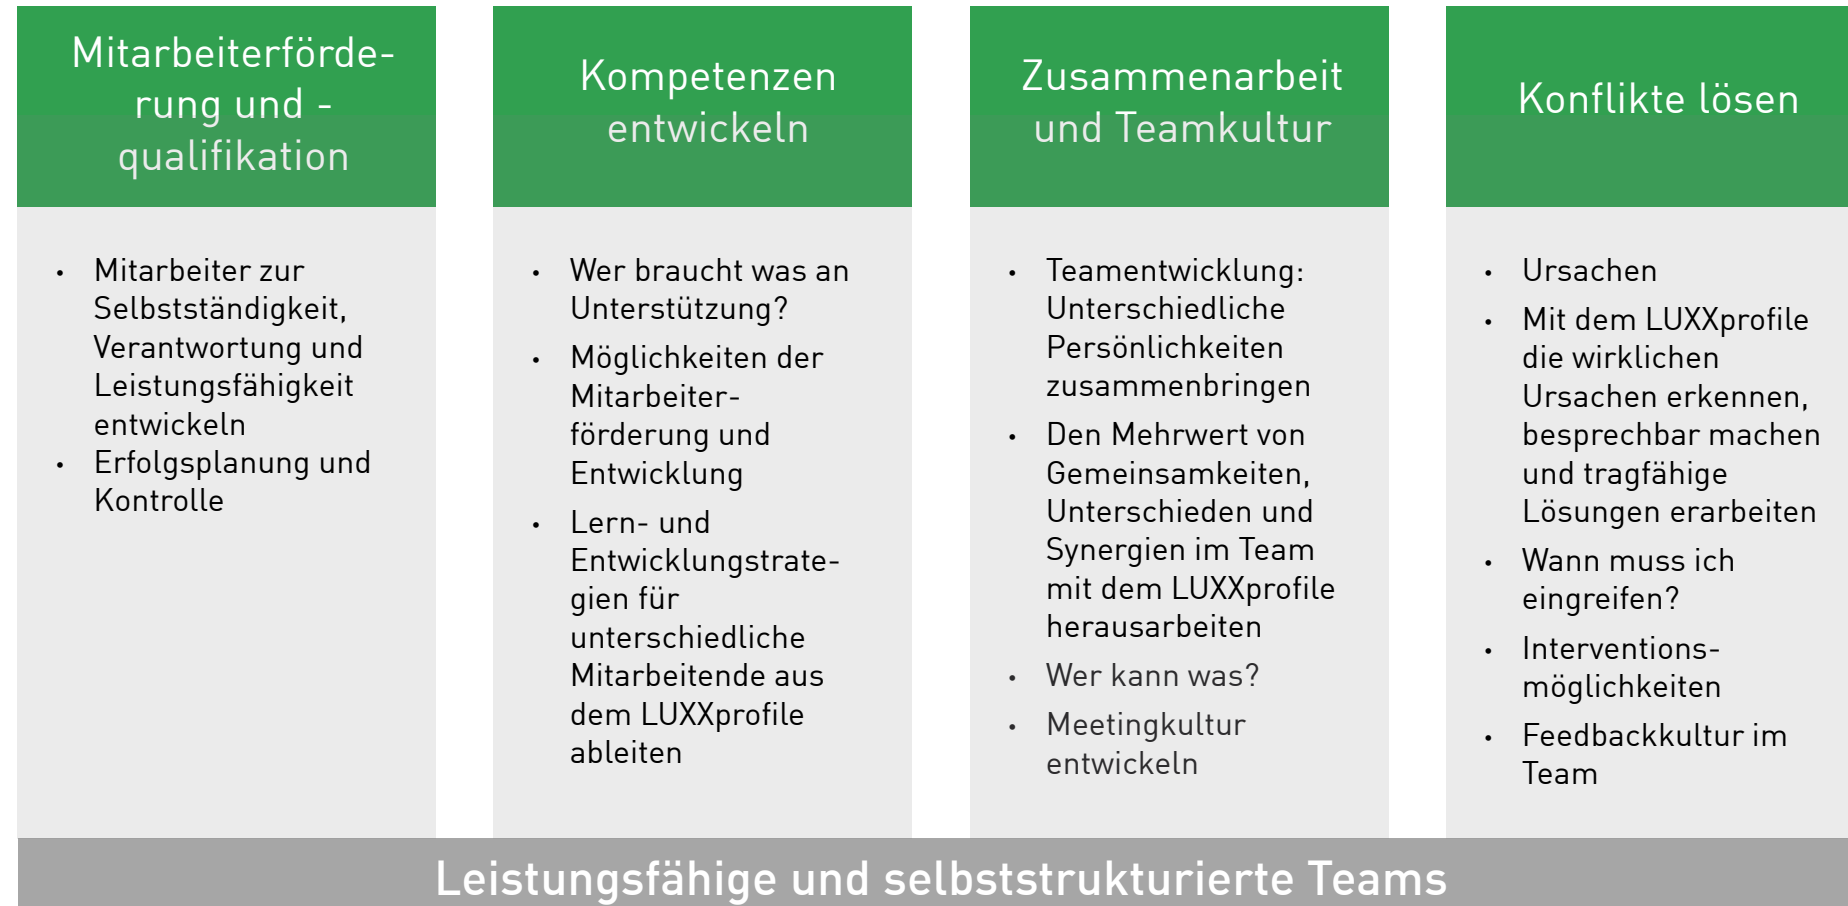 Mitarbeiterförde-
rung und -
qualifikation
• Mitarbeiter zur
Selbstständigkeit,
Verantwortung und
Leistungsfähigkeit
entwickeln
• Erfolgsplanung und
Kontrolle
Kompetenzen
entwickeln
• Wer braucht was an
Unterstützung?
• Möglichkeiten der
Mitarbeiter-
förderung und
Entwicklung
• Lern- und
Entwicklungstrate-
gien für
unterschiedliche
Mitarbeitende aus
dem LUXXprofile
ableiten
Zusammenarbeit
und Teamkultur
• Teamentwicklung:
Unterschiedliche
Persönlichkeiten
zusammenbringen
• Den Mehrwert von
Gemeinsamkeiten,
Unterschieden und
Synergien im Team
mit dem LUXXprofile
herausarbeiten
• Wer kann was?
• Meetingkultur
entwickeln
Konflikte lösen
• Ursachen
• Mit dem LUXXprofile
die wirklichen
Ursachen erkennen,
besprechbar machen
und tragfähige
Lösungen erarbeiten
• Wann muss ich
eingreifen?
• Interventions-
möglichkeiten
• Feedbackkultur im
Team
Leistungsfähige und selbststrukturierte Teams